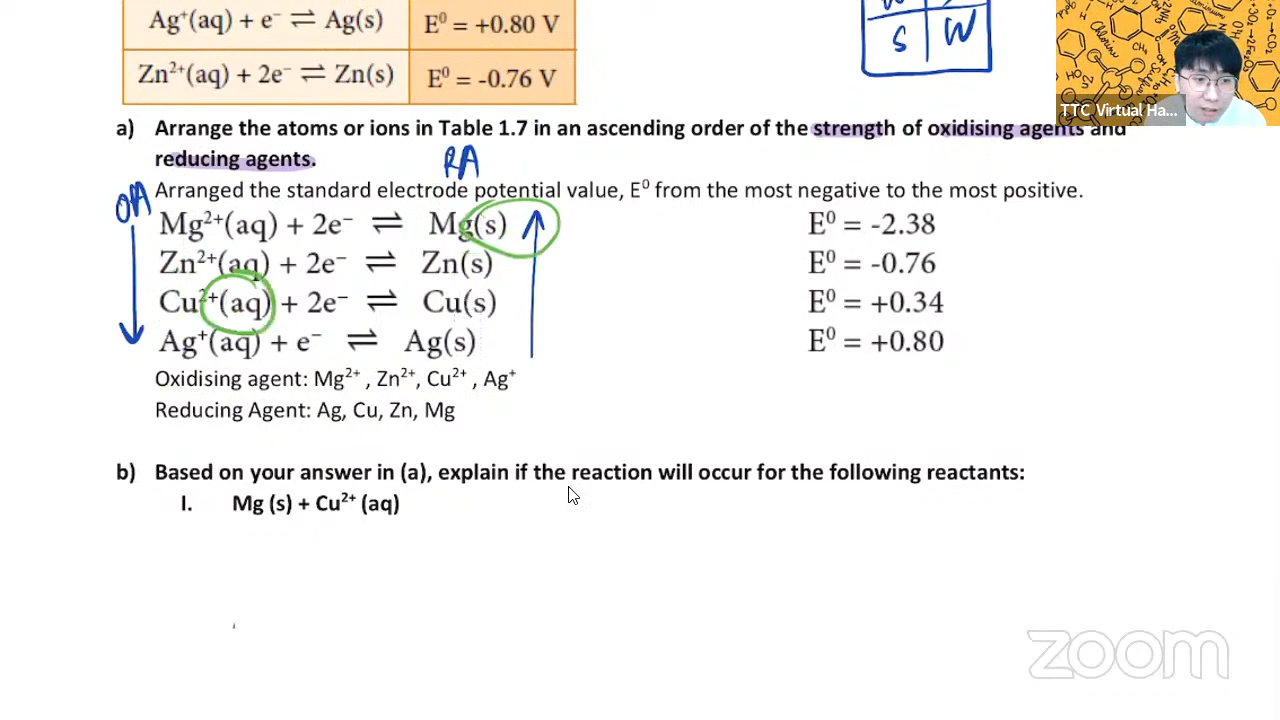 Ag⁺(aq) + e⁻ ⇌ Ag(s) E⁰ = +0.80 V
Zn²⁺(aq) + 2e⁻ ⇌ Zn(s) E⁰ = -0.76 V
S W
TTC Virtual Ha...
a) Arrange the atoms or ions in Table 1.7 in an ascending order of the strength of oxidising agents and
reducing agents.
RA
Arranged the standard electrode potential value, E⁰ from the most negative to the most positive.
OA
Mg²⁺(aq) + 2e⁻ ⇌ Mg(s) E⁰ = -2.38
Zn²⁺(aq) + 2e⁻ ⇌ Zn(s) E⁰ = -0.76
Cu²⁺(aq) + 2e⁻ ⇌ Cu(s) E⁰ = +0.34
Ag⁺(aq) + e⁻ ⇌ Ag(s) E⁰ = +0.80
Oxidising agent: Mg²⁺ , Zn²⁺, Cu²⁺ , Ag⁺
Reducing Agent: Ag, Cu, Zn, Mg
b) Based on your answer in (a), explain if the reaction will occur for the following reactants:
I. Mg (s) + Cu²⁺ (aq)
zoom